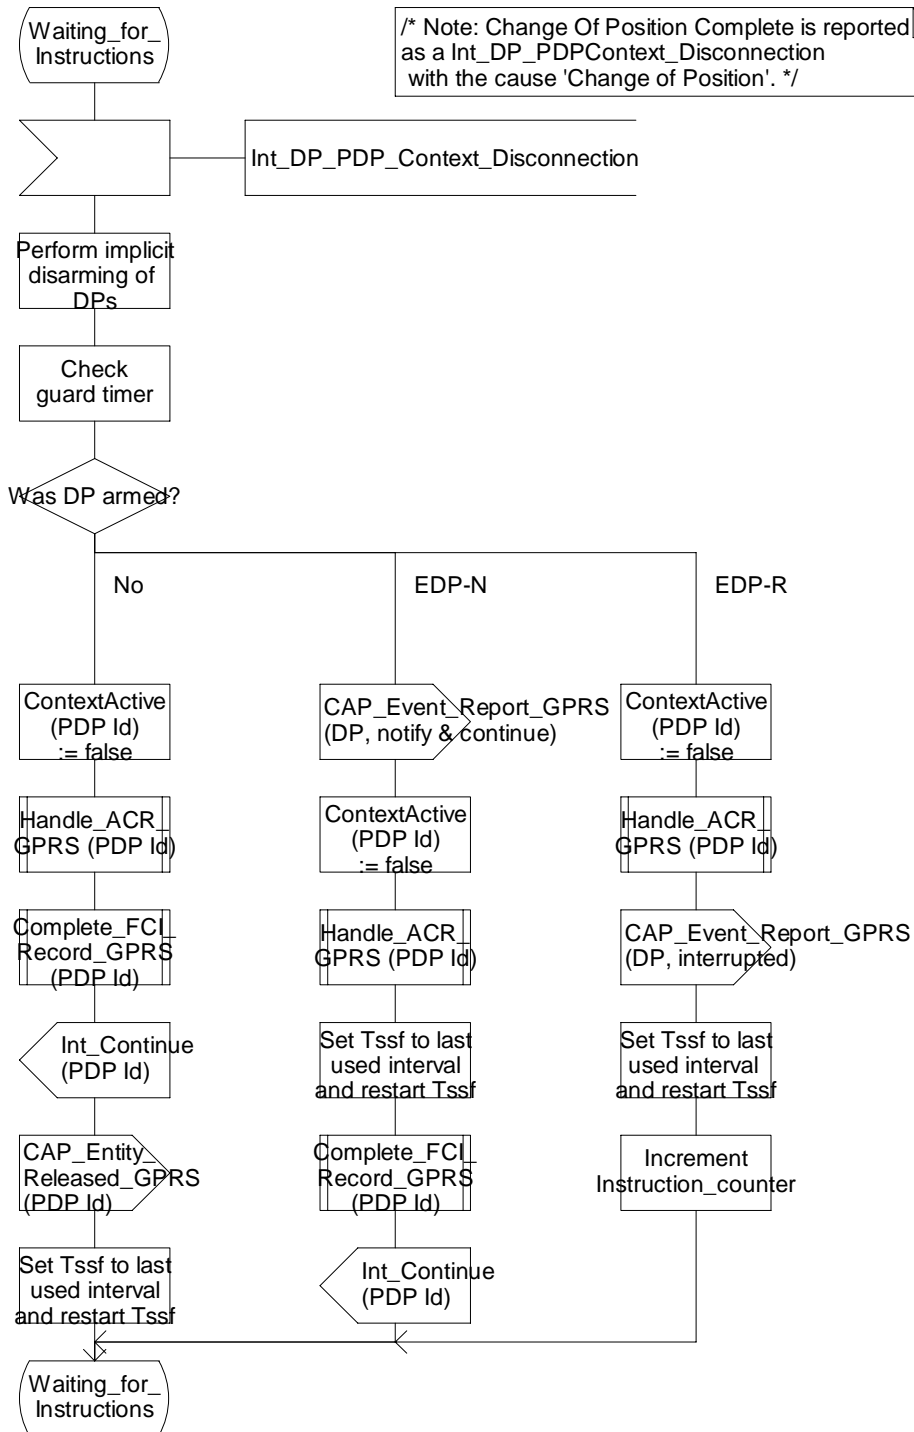 Waiting_for_
Instructions
/* Note: Change Of Position Complete is reported
as a Int_DP_PDPContext_Disconnection
with the cause 'Change of Position'. */
Int_DP_PDP_Context_Disconnection
Perform implicit
disarming of
DPs
Check
guard timer
Was DP armed?
No
EDP-N
EDP-R
ContextActive
(PDP Id)
:= false
Handle_ACR_
GPRS (PDP Id)
Complete_FCI_
Record_GPRS
(PDP Id)
Int_Continue
(PDP Id)
CAP_Entity_
Released_GPRS
(PDP Id)
Set Tssf to last
used interval
and restart Tssf
CAP_Event_Report_GPRS
(DP, notify & continue)
ContextActive
(PDP Id)
:= false
Handle_ACR_
GPRS (PDP Id)
Set Tssf to last
used interval
and restart Tssf
Complete_FCI_
Record_GPRS
(PDP Id)
Int_Continue
(PDP Id)
ContextActive
(PDP Id)
:= false
Handle_ACR_
GPRS (PDP Id)
CAP_Event_Report_GPRS
(DP, interrupted)
Set Tssf to last
used interval
and restart Tssf
Increment
Instruction_counter
Waiting_for_
Instructions